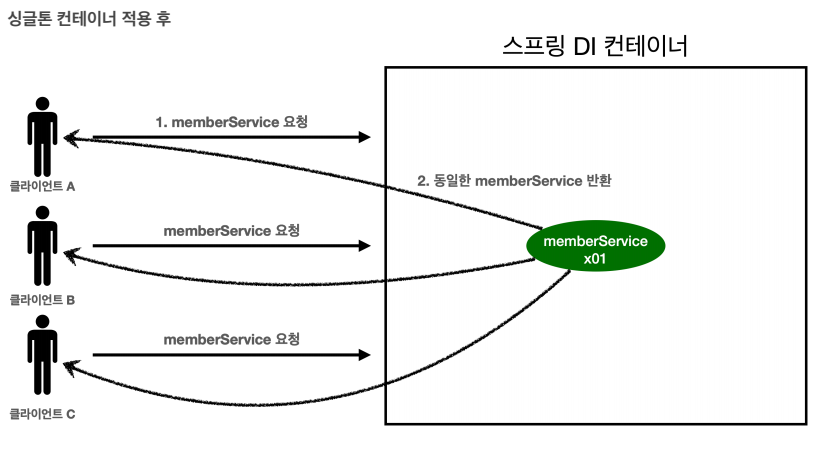 싱글톤 컨테이너 적용 후
스프링 DI 컨테이너
1. memberService 요청
클라이언트 A
2. 동일한 memberService 반환
memberService 요청
memberService
x01
클라이언트 B
memberService 요청
클라이언트 C